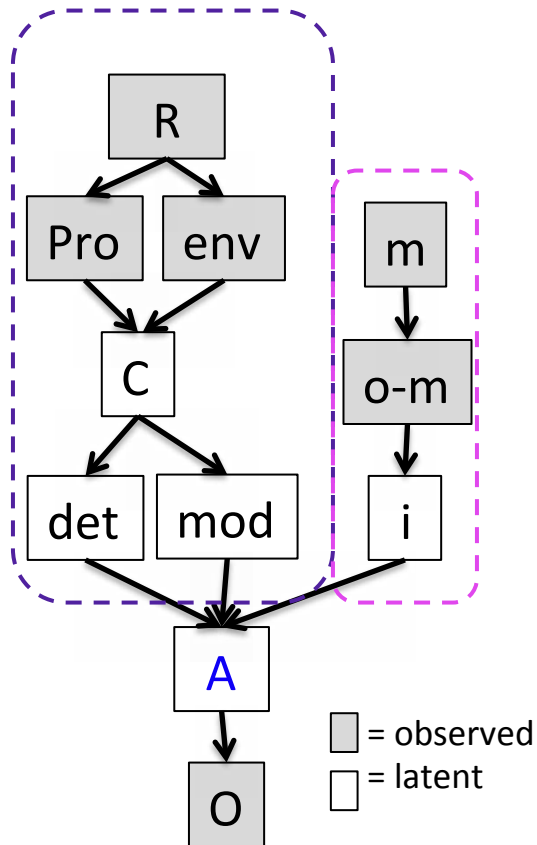 R
Pro
env
m
C
o-m
det
mod
i
A
= observed
= latent
O